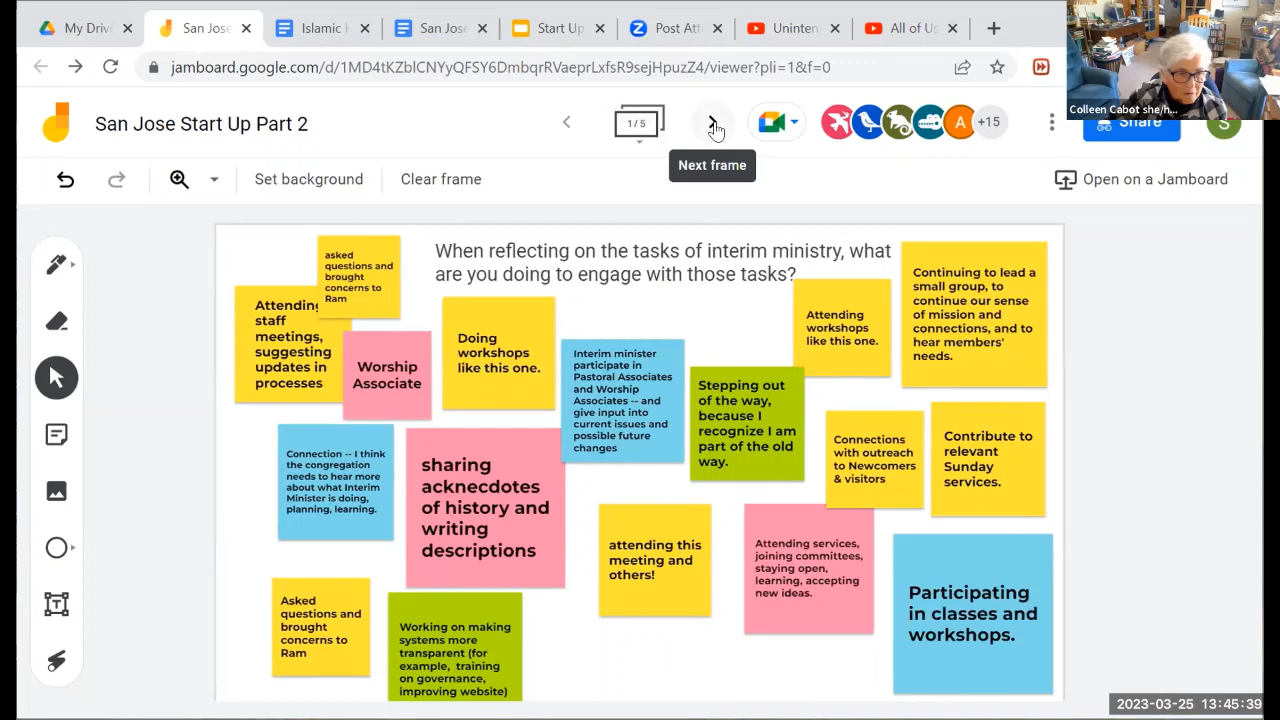 My Driv
San Jose
Islamic H
San Jose
Start Up
Post Att
Uninten
All of Us
jamboard.google.com/d/
/viewer?pli=1&f=0
Colleen Cabot she/h...
San Jose Start Up Part 2
1 / 5
A
+15
Share
S
Next frame
Set background
Clear frame
Open on a Jamboard
When reflecting on the tasks of interim ministry, what
are you doing to engage with those tasks?
asked
questions and
brought
concerns to
Ram
Attending
staff
meetings,
suggesting
updates in
processes
Worship
Associate
Doing
workshops
like this one.
Interim minister
participate in
Pastoral Associates
and Worship
Associates -- and
give input into
current issues and
possible future
changes
Stepping out
of the way,
because I
recognize I am
part of the old
way.
Attending
workshops
like this one.
Continuing to lead a
small group, to
continue our sense
of mission and
connections, and to
hear members'
needs.
Connection -- I think
the congregation
needs to hear more
about what Interim
Minister is doing,
planning, learning.
sharing
acknecdotes
of history and
writing
descriptions
Connections
with outreach
to Newcomers
& visitors
Contribute to
relevant
Sunday
services.
attending this
meeting and
others!
Attending services,
joining committees,
staying open,
learning, accepting
new ideas.
Participating
in classes and
workshops.
Asked
questions and
brought
concerns to
Ram
Working on making
systems more
transparent (for
example, training
on governance,
improving website)
2023-03-25 13:45:39